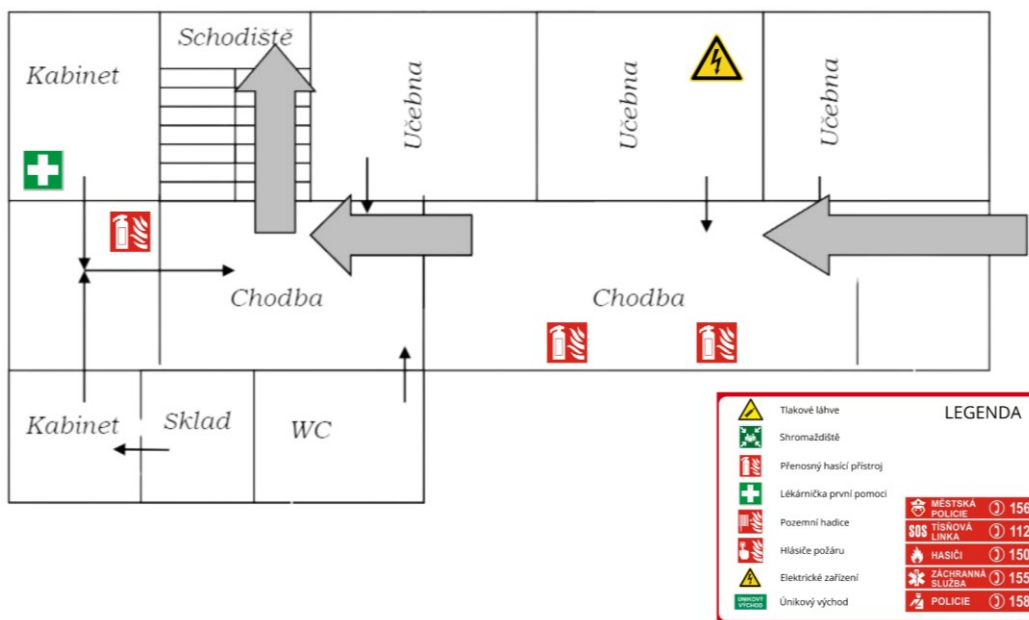 Schodiště
Kabinet
Učebna
Učebna
Učebna
Chodba
Chodba
Kabinet
Sklad
WC
LEGENDA
Tlakové láhve
Shromaždiště
Přenosný hasící přístroj
Lékárnička první pomoci
Pozemní hadice
Hlásiče požáru
Elektrické zařízení
ÚNIKOVÝ
VÝCHOD
Únikový východ
MĚSTSKÁ
POLICIE
156
SOS
TÍSŇOVÁ
LINKA
112
HASIČI
150
ZÁCHRANNÁ
SLUŽBA
155
POLICIE
158